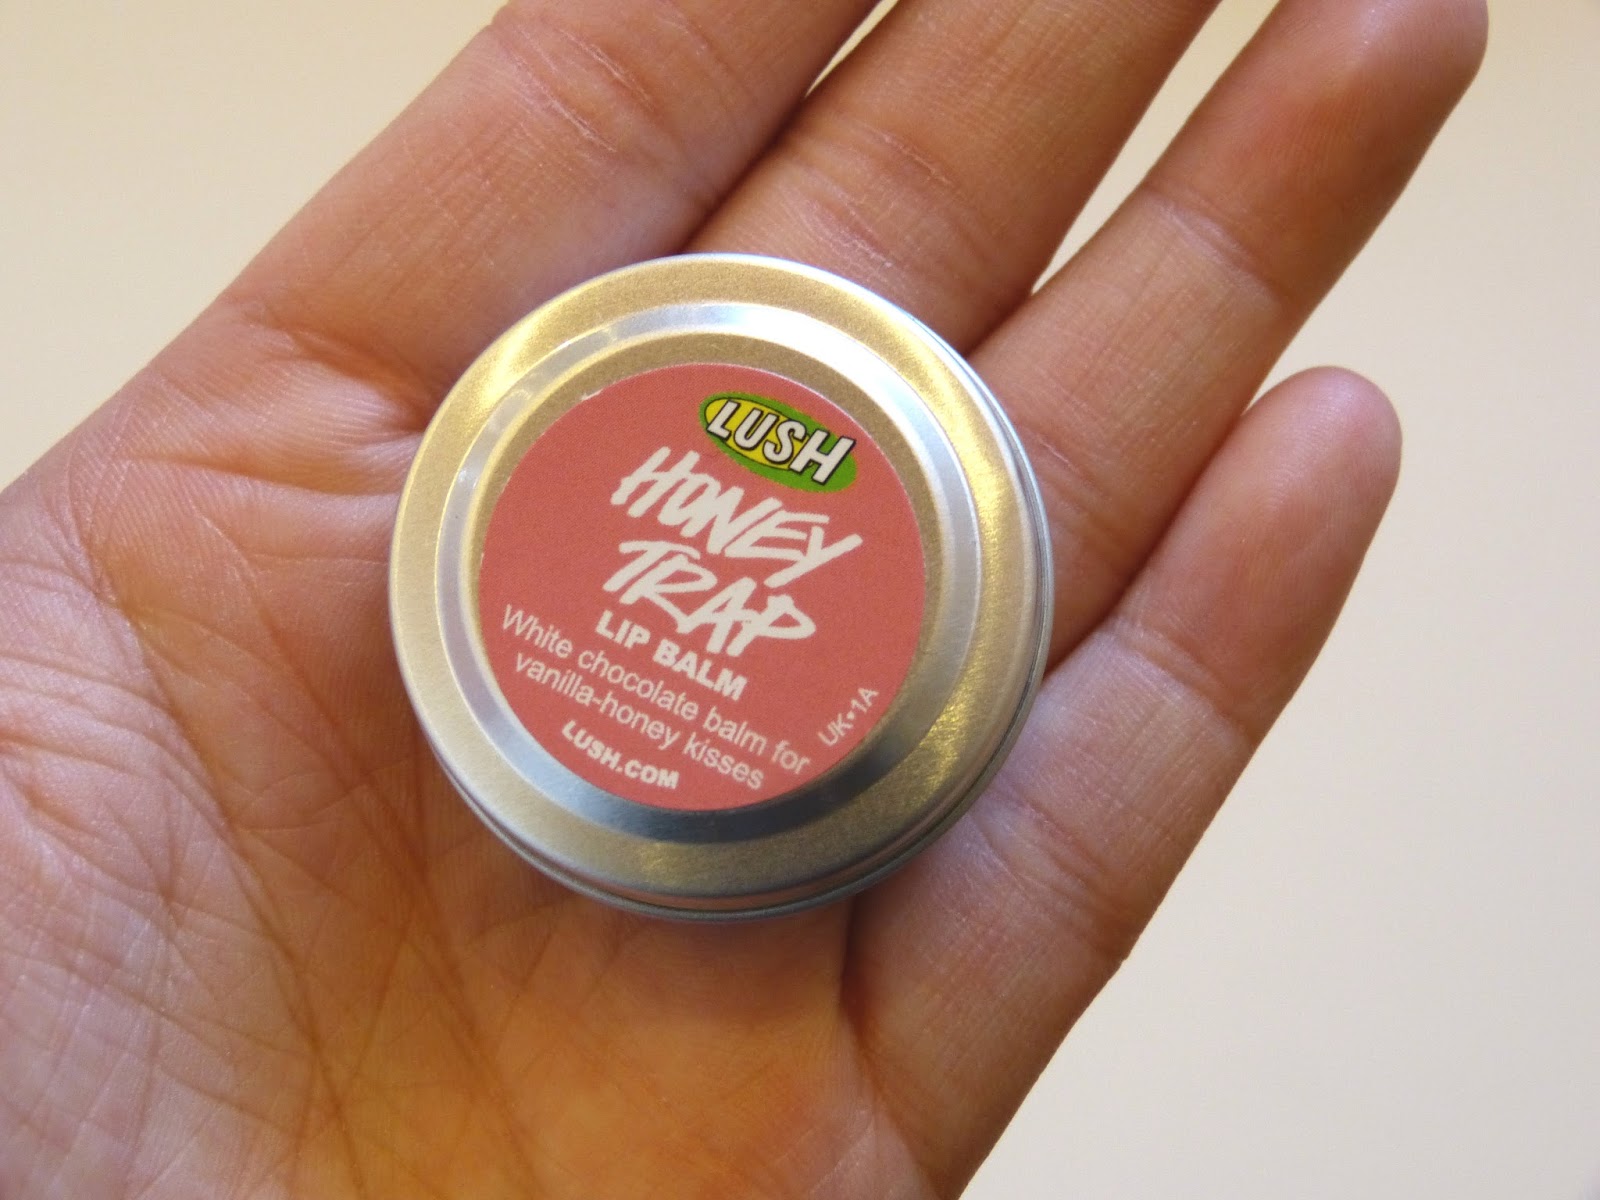 LUSH
HONEY
TRAP
LIP BALM
White chocolate balm for
vanilla-honey kisses
LUSH.COM
UK•1A